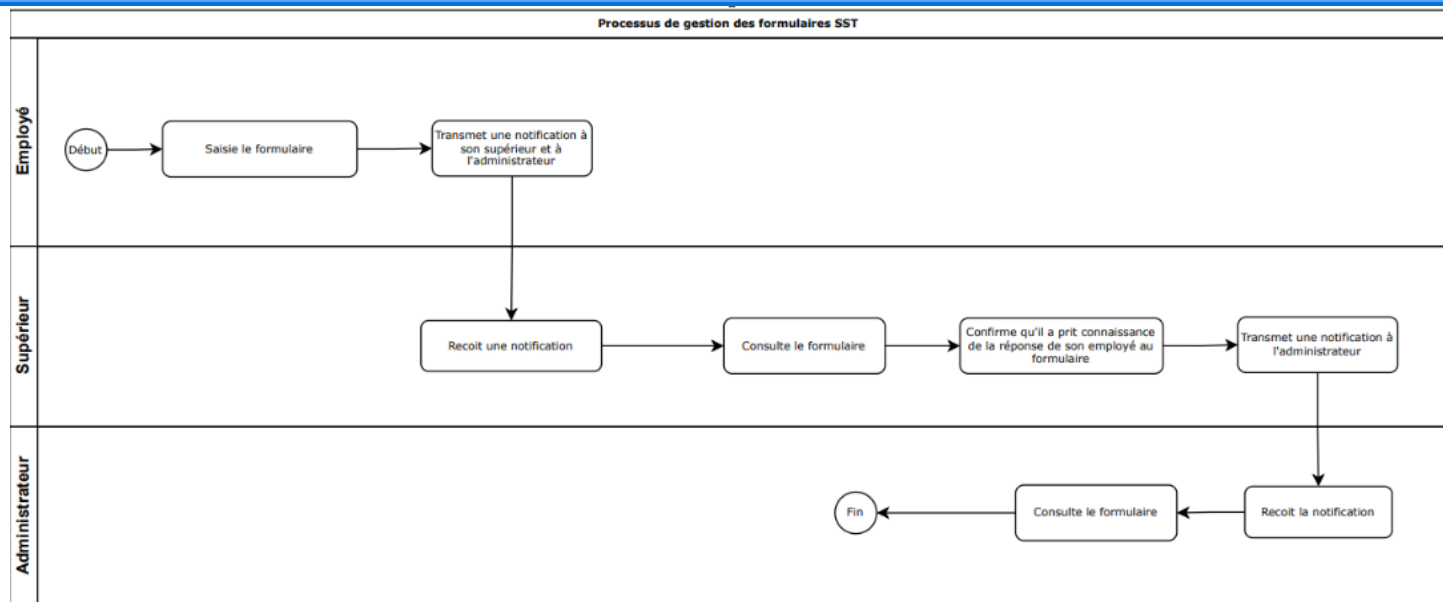 Processus de gestion des formulaires SST
Employé
Début
Saisie le formulaire
Transmet une notification à
son supérieur et à
l'administrateur
Supérieur
Recoit une notification
Consulte le formulaire
Confirme qu'il a prit connaissance
de la réponse de son employé au
formulaire
Transmet une notification à
l'administrateur
Administrateur
Fin
Consulte le formulaire
Recoit la notification